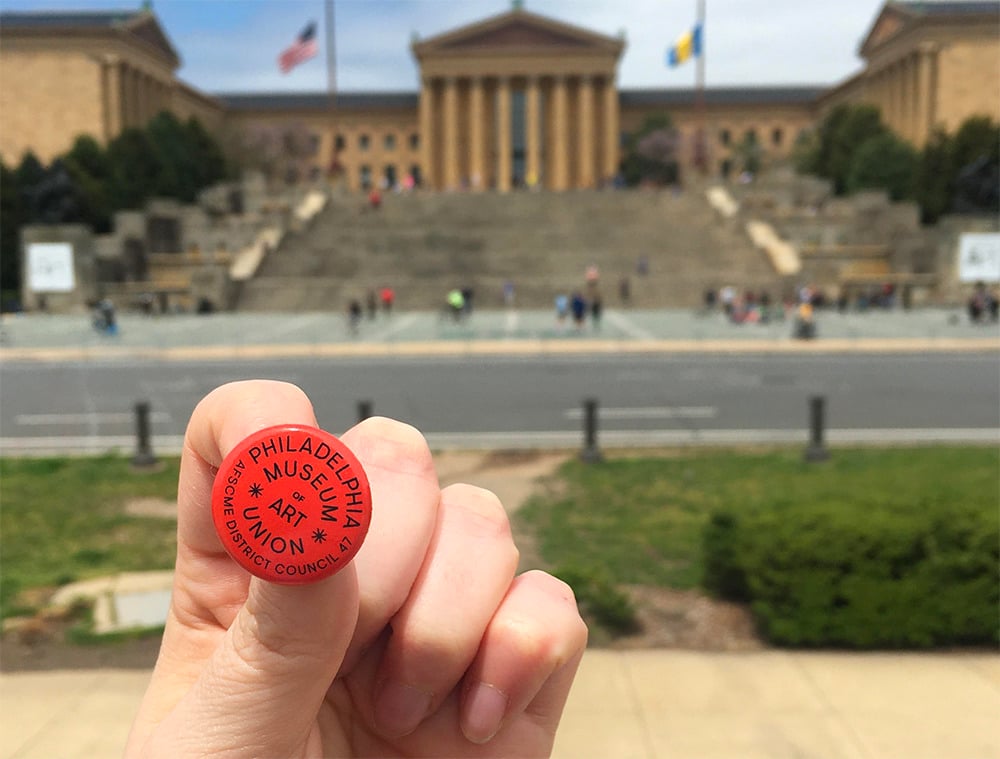 PHILADELPHIA
MUSEUM
OF
ART
UNION
AFSCME DISTRICT COUNCIL 47